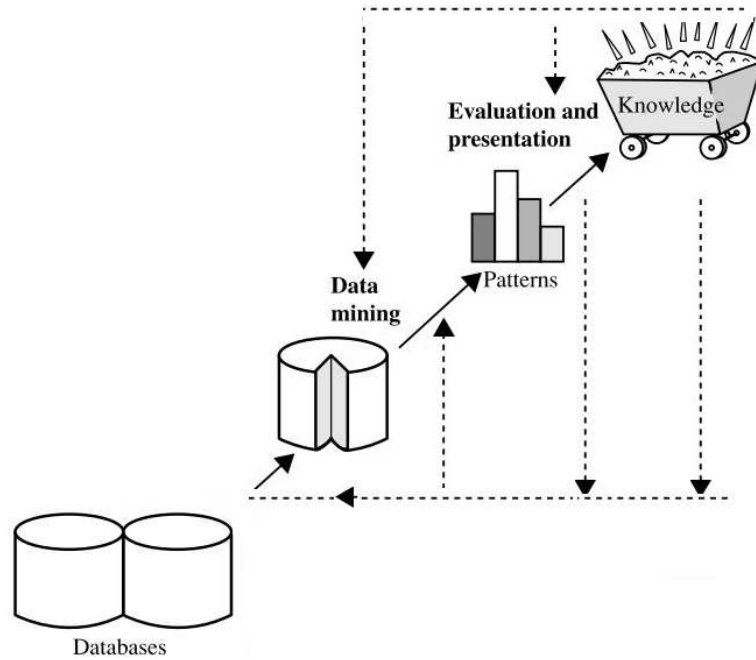 Knowledge
Evaluation and
presentation
Patterns
Data
mining
Databases